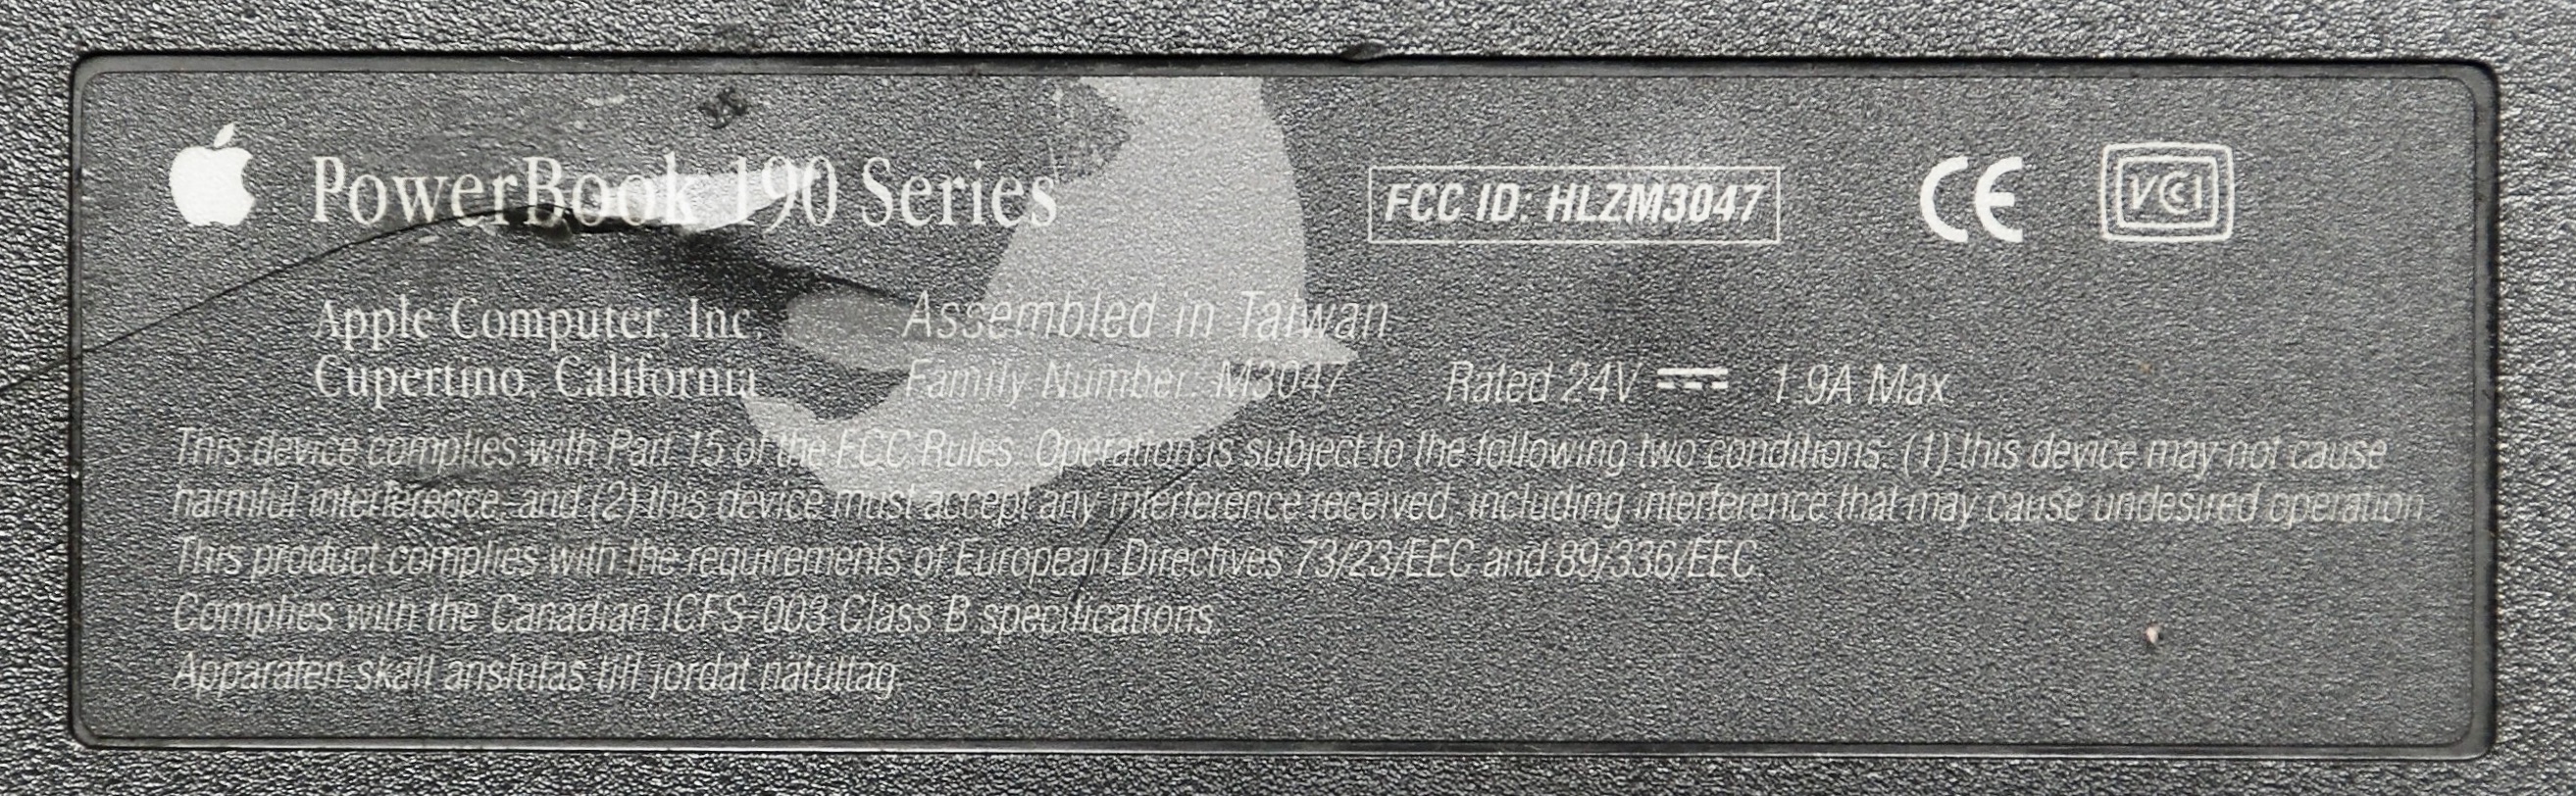 PowerBook 190 Series
FCC ID: HLZM3047
CE
VCCI
Apple Computer, Inc.
Cupertino, California
Assembled in Taiwan
Family Number: M3047
Rated 24V 1.9A Max
This device complies with Part 15 of the FCC Rules. Operation is subject to the following two conditions: (1) this device may not cause
harmful interference, and (2) this device must accept any interference received, including interference that may cause undesired operation.
This product complies with the requirements of European Directives 73/23/EEC and 89/336/EEC.
Complies with the Canadian ICES-003 Class B specifications.
Apparaten skall anslutas till jordat nätuttag.